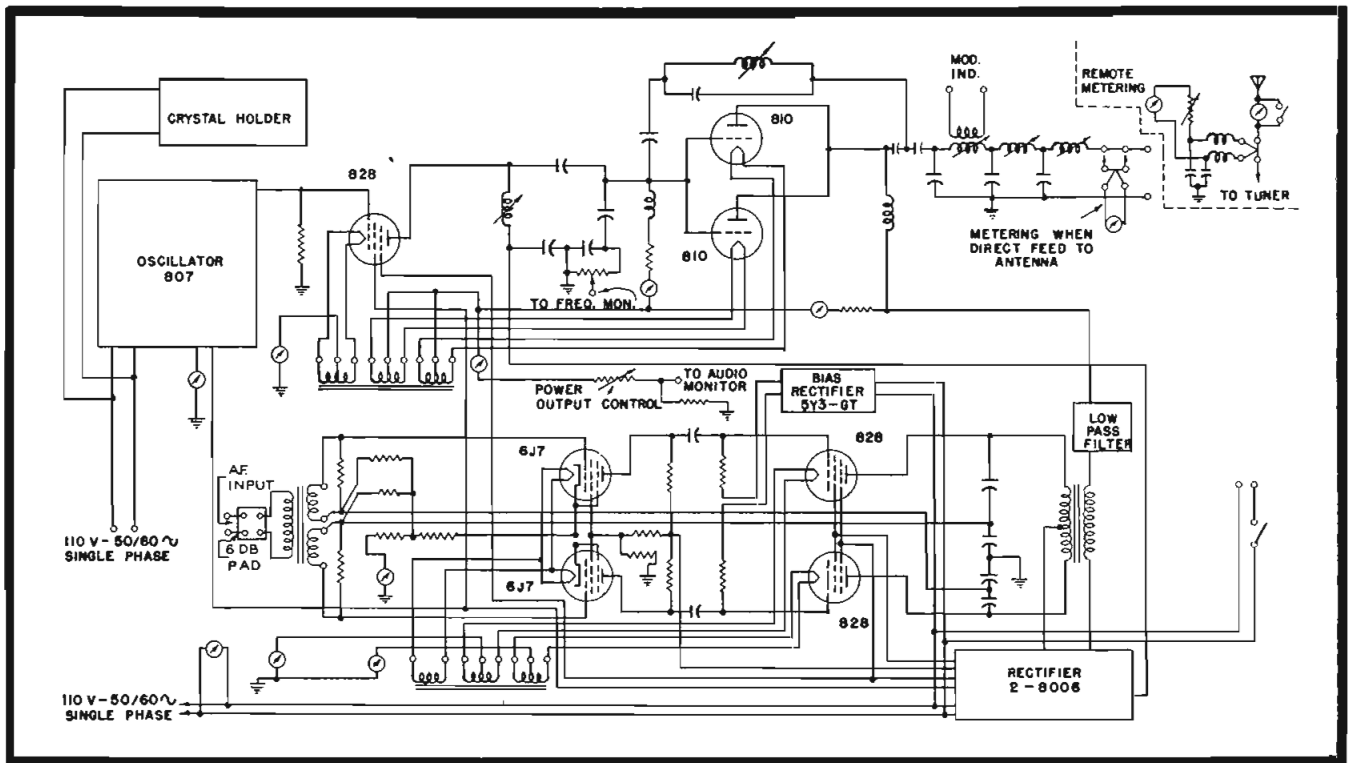 MOD.
IND.
REMOTE
METERING
CRYSTAL HOLDER
810
828
TO TUNER
OSCILLATOR
807
810
METERING WHEN
DIRECT FEED TO
ANTENNA
TO FREQ. MON.
TO AUDIO
MONITOR
POWER
OUTPUT CONTROL
BIAS
RECTIFIER
5Y3-GT
LOW
PASS
FILTER
6J7
828
A.F.
INPUT
110 V-50/60~
SINGLE PHASE
6 DB
PAD
6J7
828
RECTIFIER
2-8006
110 V-50/60~
SINGLE PHASE